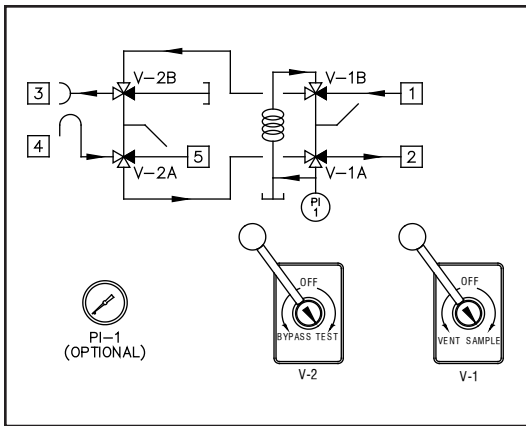 V-2B
V-1B
3
1
4
5
2
V-2A
V-1A
PI
1
OFF
BYPASS TEST
V-2
OFF
VENT SAMPLE
V-1
PI-1
(OPTIONAL)